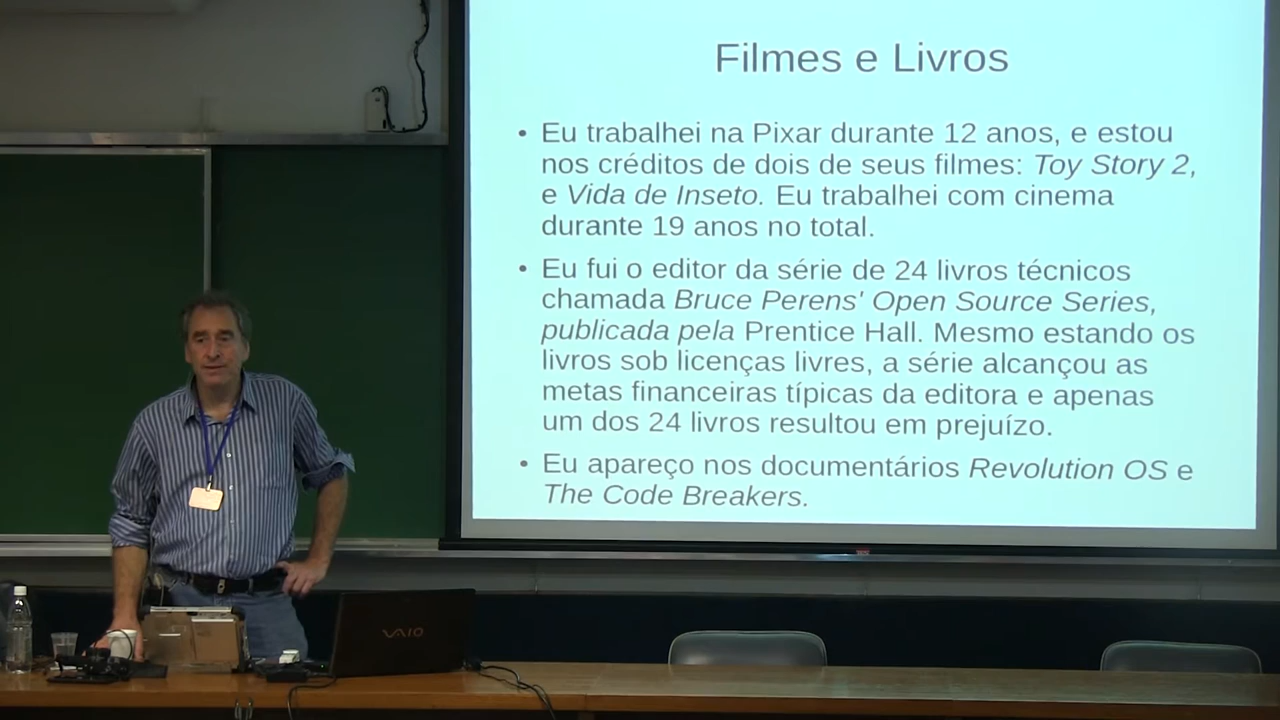 Filmes e Livros
• Eu trabalhei na Pixar durante 12 anos, e estou
nos créditos de dois de seus filmes: Toy Story 2,
e Vida de Inseto. Eu trabalhei com cinema
durante 19 anos no total.
• Eu fui o editor da série de 24 livros técnicos
chamada Bruce Perens' Open Source Series,
publicada pela Prentice Hall. Mesmo estando os
livros sob licenças livres, a série alcançou as
metas financeiras típicas da editora e apenas
um dos 24 livros resultou em prejuízo.
• Eu apareço nos documentários Revolution OS e
The Code Breakers.
VAIO